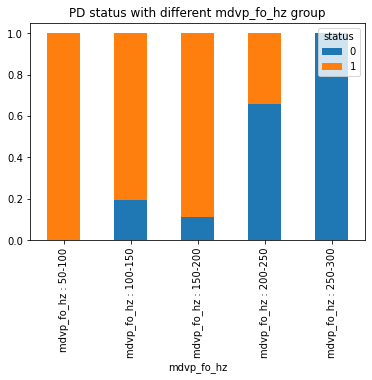 PD status with different mdvp_fo_hz group
status
0
1
1.0
0.8
0.6
0.4
0.2
0.0
mdvp_fo_hz : 50-100
mdvp_fo_hz : 100-150
mdvp_fo_hz : 150-200
mdvp_fo_hz : 200-250
mdvp_fo_hz : 250-300
mdvp_fo_hz